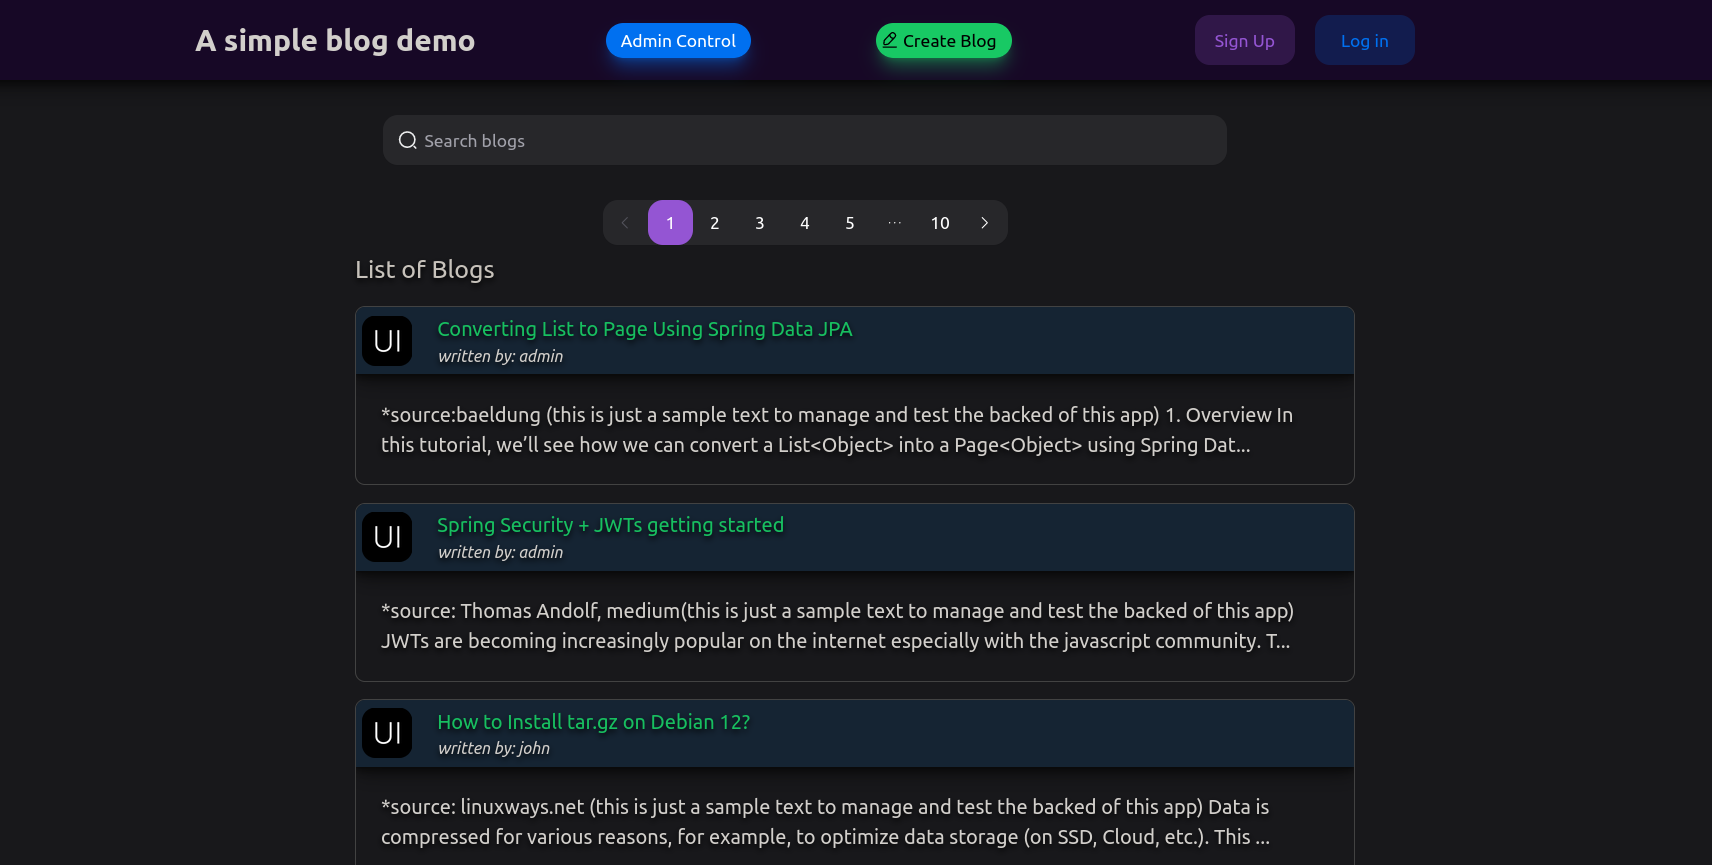 A simple blog demo
Admin Control
Create Blog
Sign Up
Log in
Search blogs
1 2 3 4 5 ... 10
List of Blogs
UI
Converting List to Page Using Spring Data JPA
written by: admin
*source:baeldung (this is just a sample text to manage and test the backed of this app) 1. Overview In
this tutorial, we’ll see how we can convert a List<Object> into a Page<Object> using Spring Dat...
UI
Spring Security + JWTs getting started
written by: admin
*source: Thomas Andolf, medium(this is just a sample text to manage and test the backed of this app)
JWTs are becoming increasingly popular on the internet especially with the javascript community. T...
UI
How to Install tar.gz on Debian 12?
written by: john
*source: linuxways.net (this is just a sample text to manage and test the backed of this app) Data is
compressed for various reasons, for example, to optimize data storage (on SSD, Cloud, etc.). This ...